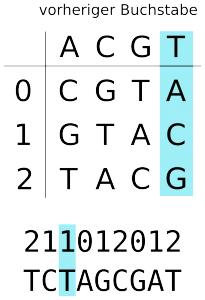 vorheriger Buchstabe
A C G T
0 C G T A
1 G T A C
2 T A C G
211012012
TCTAGCGAT